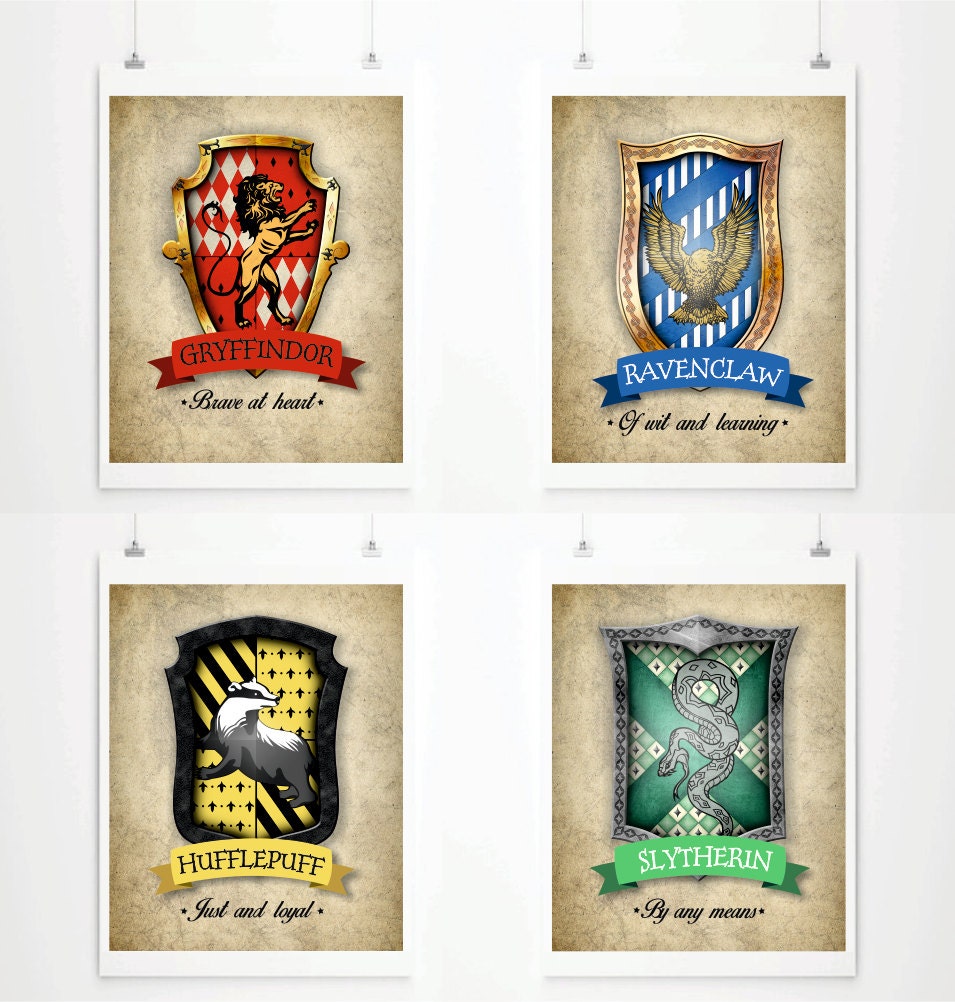 GRYFFINDOR
Brave at heart
RAVENCLAW
Of wit and learning
HUFFLEPUFF
Just and loyal
SLYTHERIN
By any means